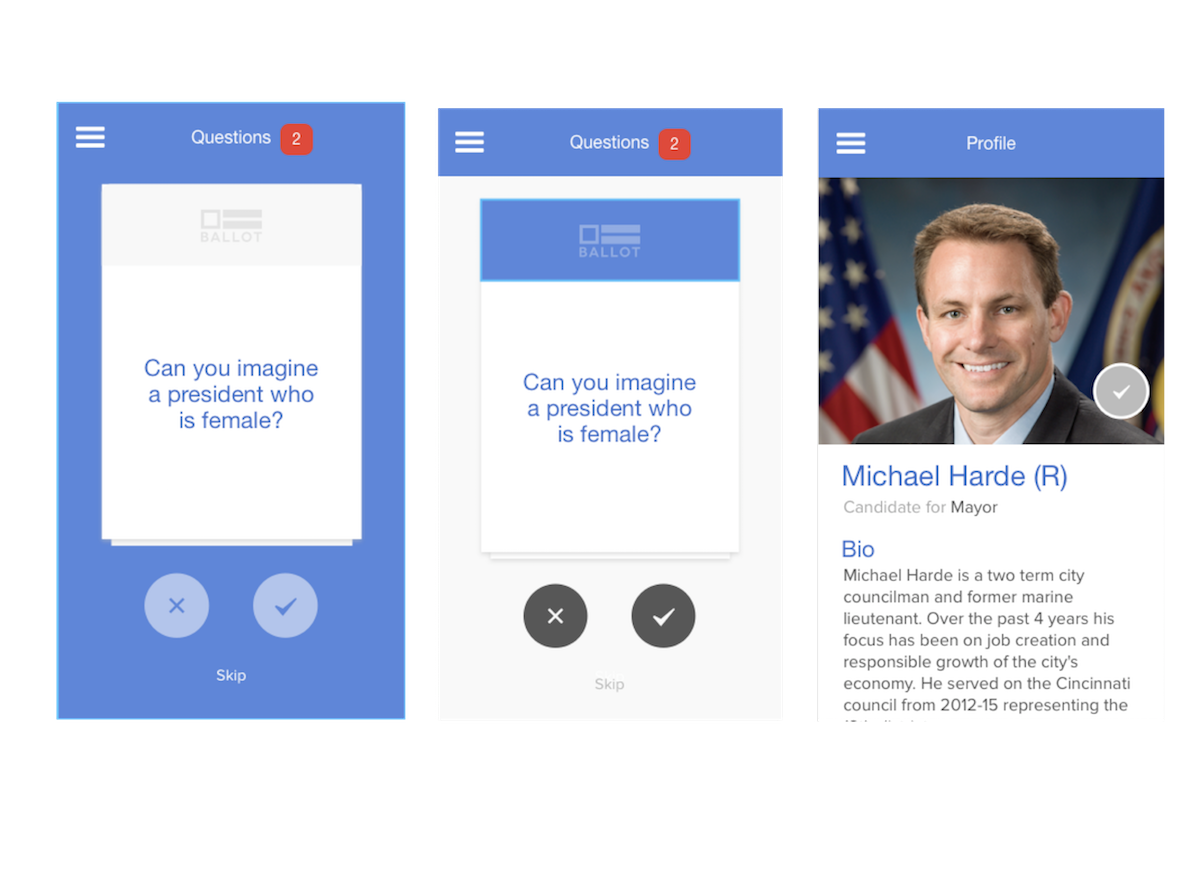 Questions 2
BALLOT
Can you imagine
a president who
is female?
Skip
Questions 2
BALLOT
Can you imagine
a president who
is female?
Skip
Profile
Michael Harde (R)
Candidate for Mayor
Bio
Michael Harde is a two term city
councilman and former marine
lieutenant. Over the past 4 years his
focus has been on job creation and
responsible growth of the city's
economy. He served on the Cincinnati
council from 2012-15 representing the